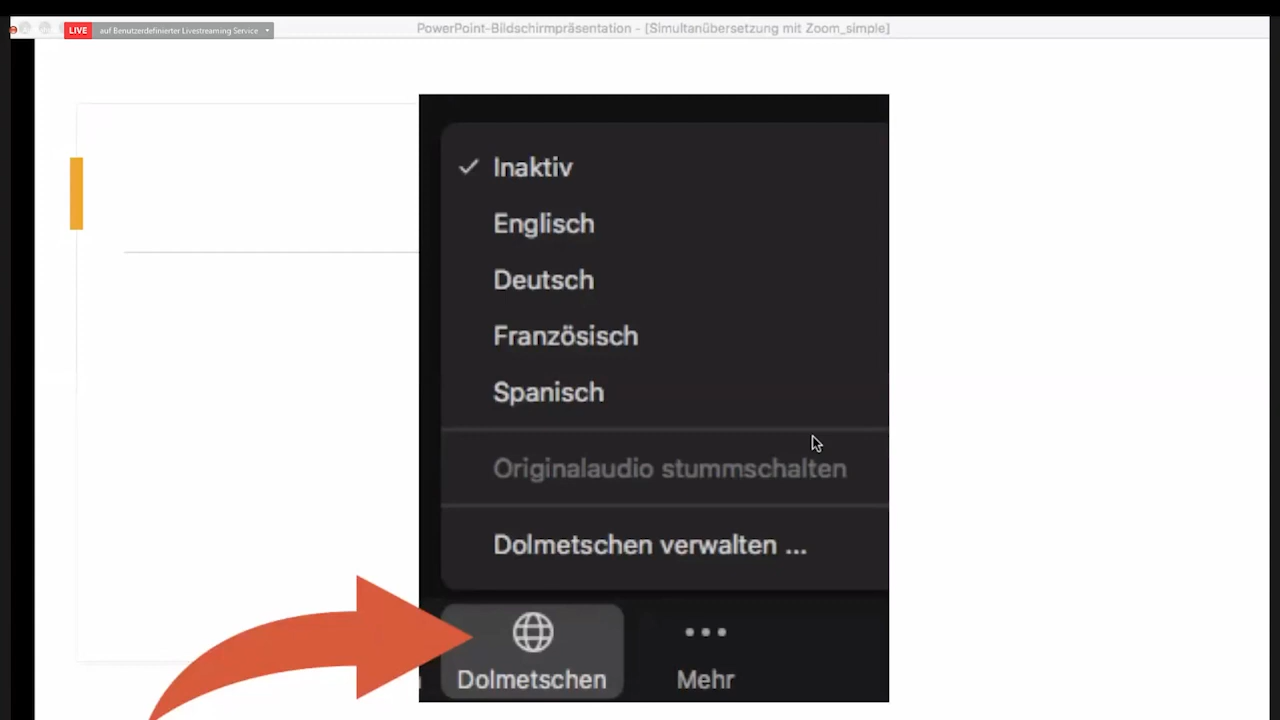 LIVE auf Benutzerdefinierter Livestreaming Service
PowerPoint-Bildschirmpräsentation - [Simultanübersetzung mit Zoom_simple]
Inaktiv
Englisch
Deutsch
Französisch
Spanisch
Originalaudio stummschalten
Dolmetschen verwalten ...
Dolmetschen
Mehr